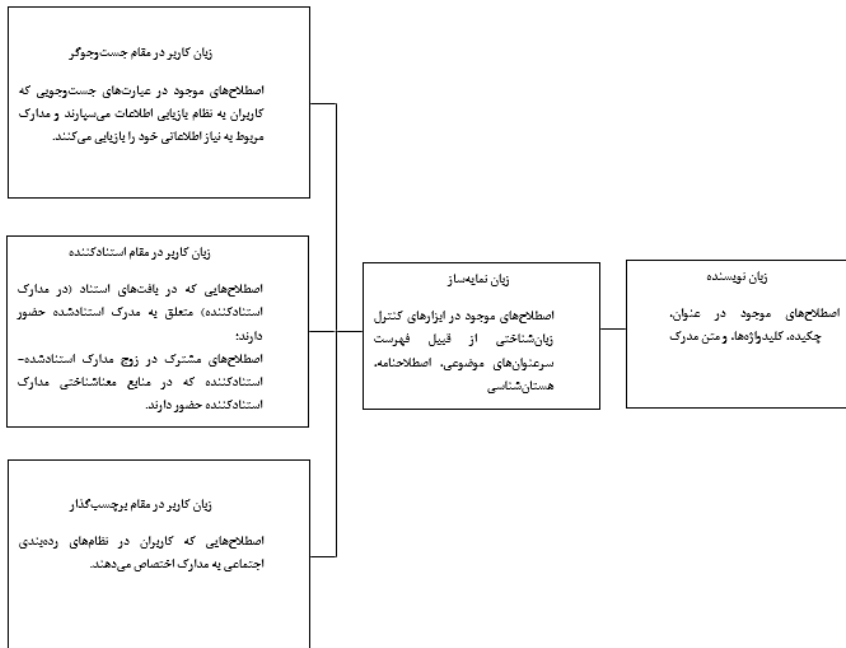 زبان نویسنده
اصطلاح‌های موجود در عنوان،
چکیده، کلیدواژه‌ها، و متن مدرک
زبان نمایه‌ساز
اصطلاح‌های موجود در ابزارهای کنترل
زبان‌شناختی از قبیل فهرست
سرعنوان‌های موضوعی، اصطلاحنامه،
هستان‌شناسی
زبان کاربر در مقام جست‌وجوگر
اصطلاح‌های موجود در عبارت‌های جست‌وجویی که
کاربران به نظام بازیابی اطلاعات می‌سپارند و مدارک
مربوط به نیاز اطلاعاتی خود را بازیابی می‌کنند.
زبان کاربر در مقام استنادکننده
اصطلاح‌هایی که در بافت‌های استناد (در مدارک
استنادکننده) متعلق به مدرک استنادشده حضور
دارند؛
اصطلاح‌های مشترک در زوج مدارک استنادشده-
استنادکننده که در منابع معناشناختی مدارک
استنادکننده حضور دارند.
زبان کاربر در مقام برچسب‌گذار
اصطلاح‌هایی که کاربران در نظام‌های رده‌بندی
اجتماعی به مدارک اختصاص می‌دهند.